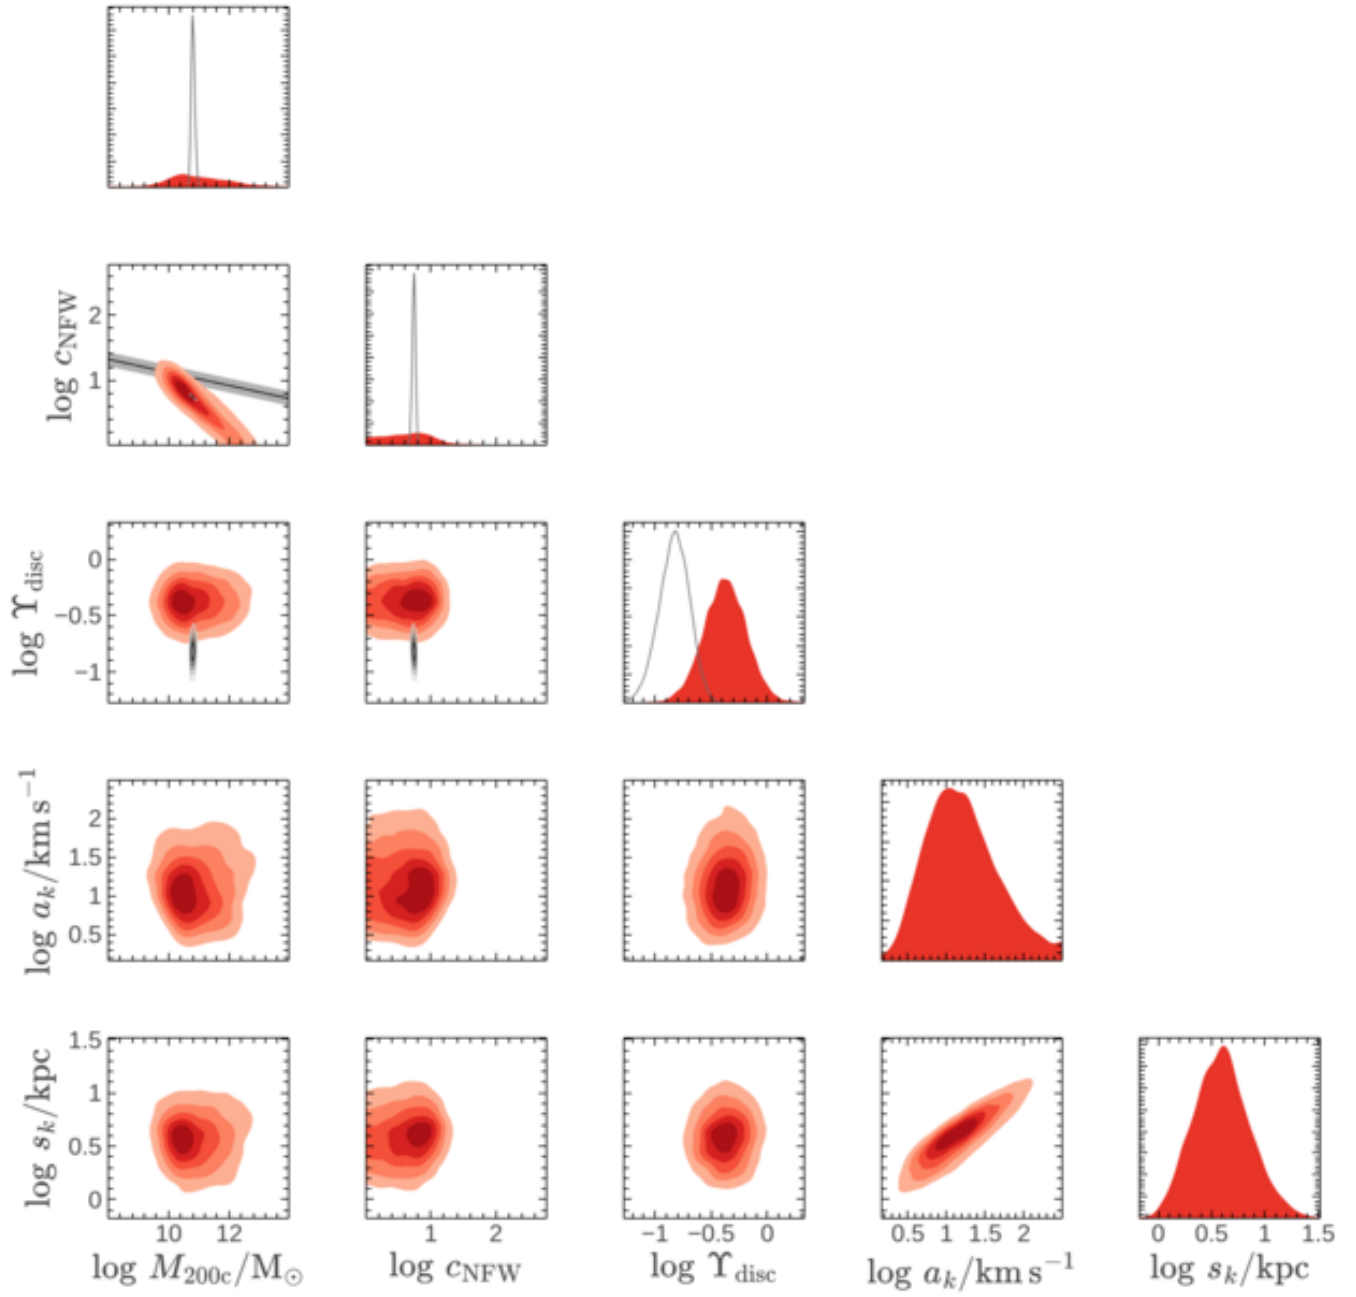 log c_NFW
2
1
log ϒ_disc
0
−0.5
−1
log a_k/km s⁻¹
2
1.5
1
0.5
log s_k/kpc
1.5
1
0.5
0
10 12 1 2 −1 −0.5 0 0.5 1 1.5 2 0 0.5 1 1.5
log M_200c/M_⊙ log c_NFW log ϒ_disc log a_k/km s⁻¹ log s_k/kpc